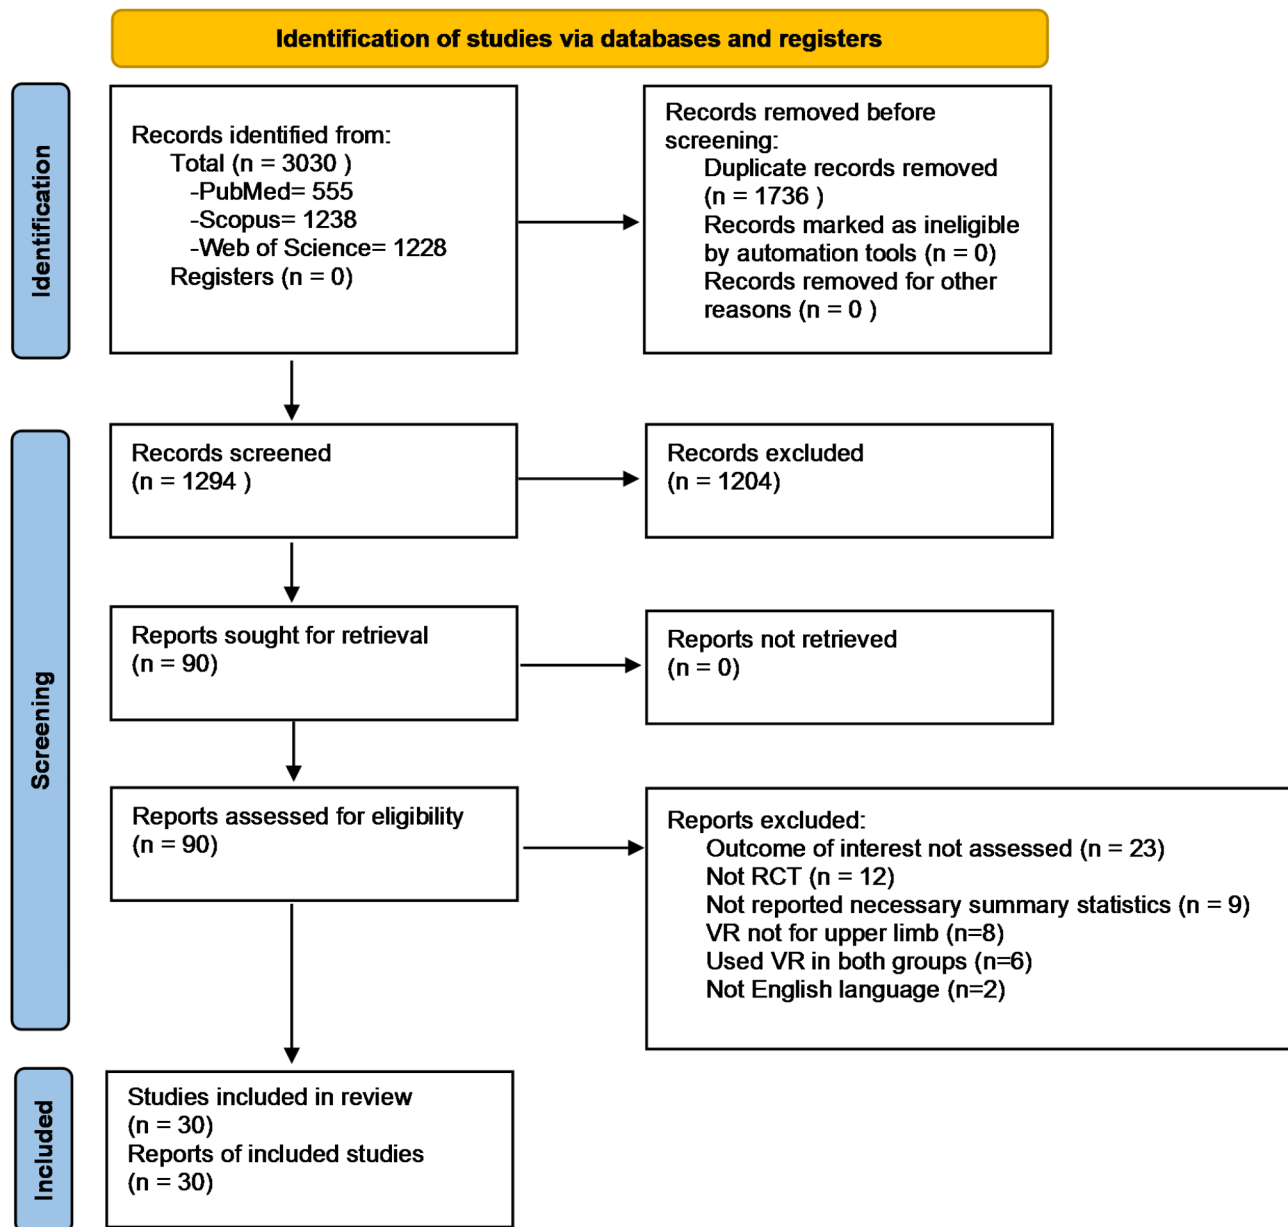 Identification of studies via databases and registers
Identification
Records identified from:
Total (n = 3030 )
-PubMed= 555
-Scopus= 1238
-Web of Science= 1228
Registers (n = 0)
Records removed before
screening:
Duplicate records removed
(n = 1736 )
Records marked as ineligible
by automation tools (n = 0)
Records removed for other
reasons (n = 0 )
Screening
Records screened
(n = 1294 )
Records excluded
(n = 1204)
Reports sought for retrieval
(n = 90)
Reports not retrieved
(n = 0)
Reports assessed for eligibility
(n = 90)
Reports excluded:
Outcome of interest not assessed (n = 23)
Not RCT (n = 12)
Not reported necessary summary statistics (n = 9)
VR not for upper limb (n=8)
Used VR in both groups (n=6)
Not English language (n=2)
Included
Studies included in review
(n = 30)
Reports of included studies
(n = 30)